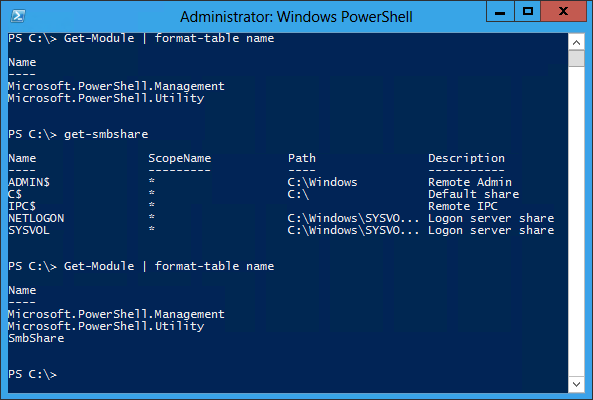 Administrator: Windows PowerShell
PS C:\> Get-Module | format-table name
Name
----
Microsoft.PowerShell.Management
Microsoft.PowerShell.Utility
PS C:\> get-smbshare
Name ScopeName Path Description
---- --------- ---- -----------
ADMIN$ * C:\Windows Remote Admin
C$ * C:\ Default share
IPC$ * Remote IPC
NETLOGON * C:\Windows\SYSVO... Logon server share
SYSVOL * C:\Windows\SYSVO... Logon server share
PS C:\> Get-Module | format-table name
Name
----
Microsoft.PowerShell.Management
Microsoft.PowerShell.Utility
SmbShare
PS C:\>